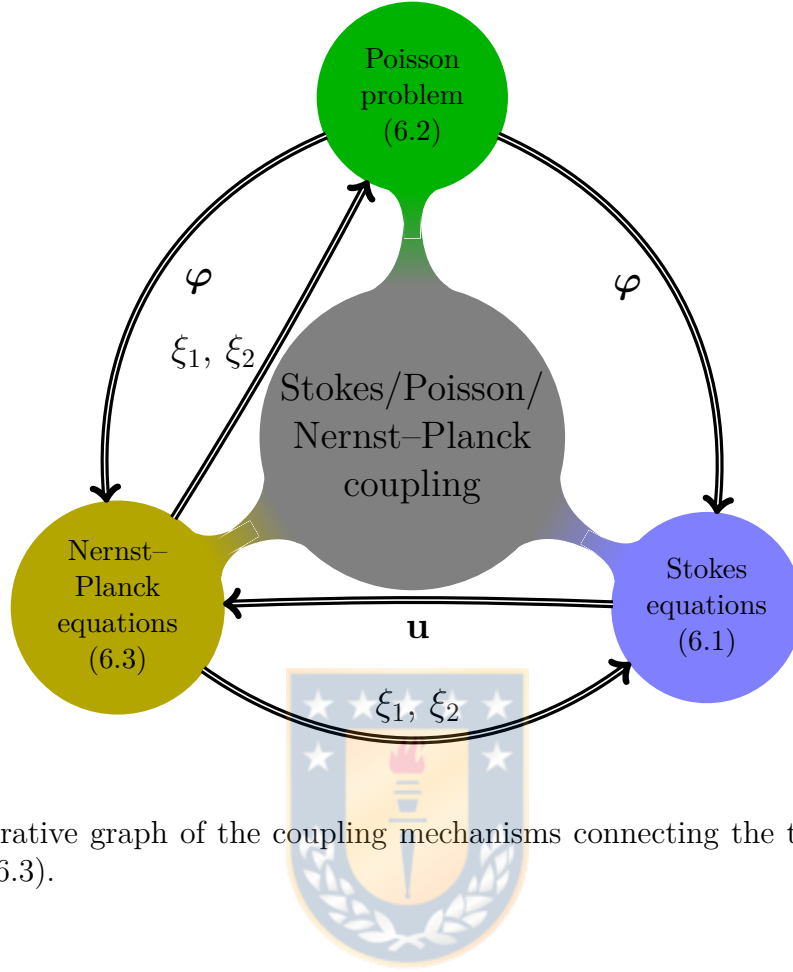 Poisson
problem
(6.2)
φ
φ
ξ₁, ξ₂
Stokes/Poisson/
Nernst–Planck
coupling
Nernst–
Planck
equations
(6.3)
Stokes
equations
(6.1)
u
ξ₁, ξ₂
graph of the coupling mechanisms connecting the
6.3).